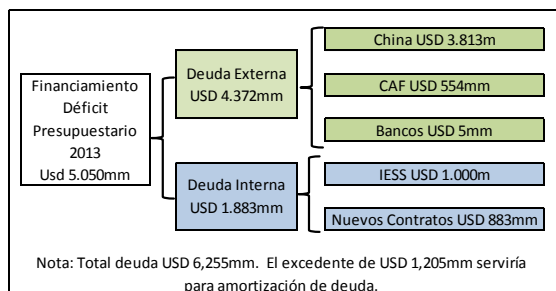 Financiamiento
Déficit
Presupuestario
2013
Usd 5.050mm
Deuda Externa
USD 4.372mm
China USD 3.813m
CAF USD 554mm
Bancos USD 5mm
Deuda Interna
USD 1.883mm
IESS USD 1.000m
Nuevos Contratos USD 883mm
Nota: Total deuda USD 6,255mm.  El excedente de USD 1,205mm serviría
para amortización de deuda.